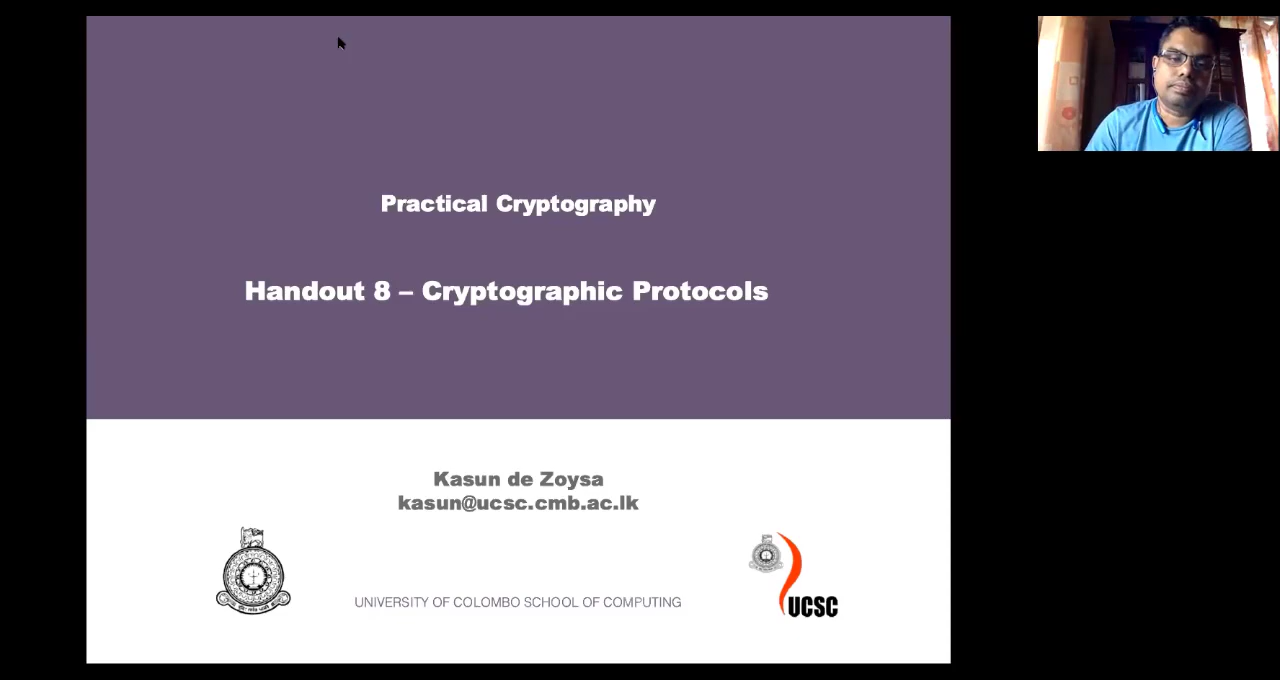 Practical Cryptography
Handout 8 – Cryptographic Protocols
Kasun de Zoysa
kasun@ucsc.cmb.ac.lk
UNIVERSITY OF COLOMBO SCHOOL OF COMPUTING
UCSC